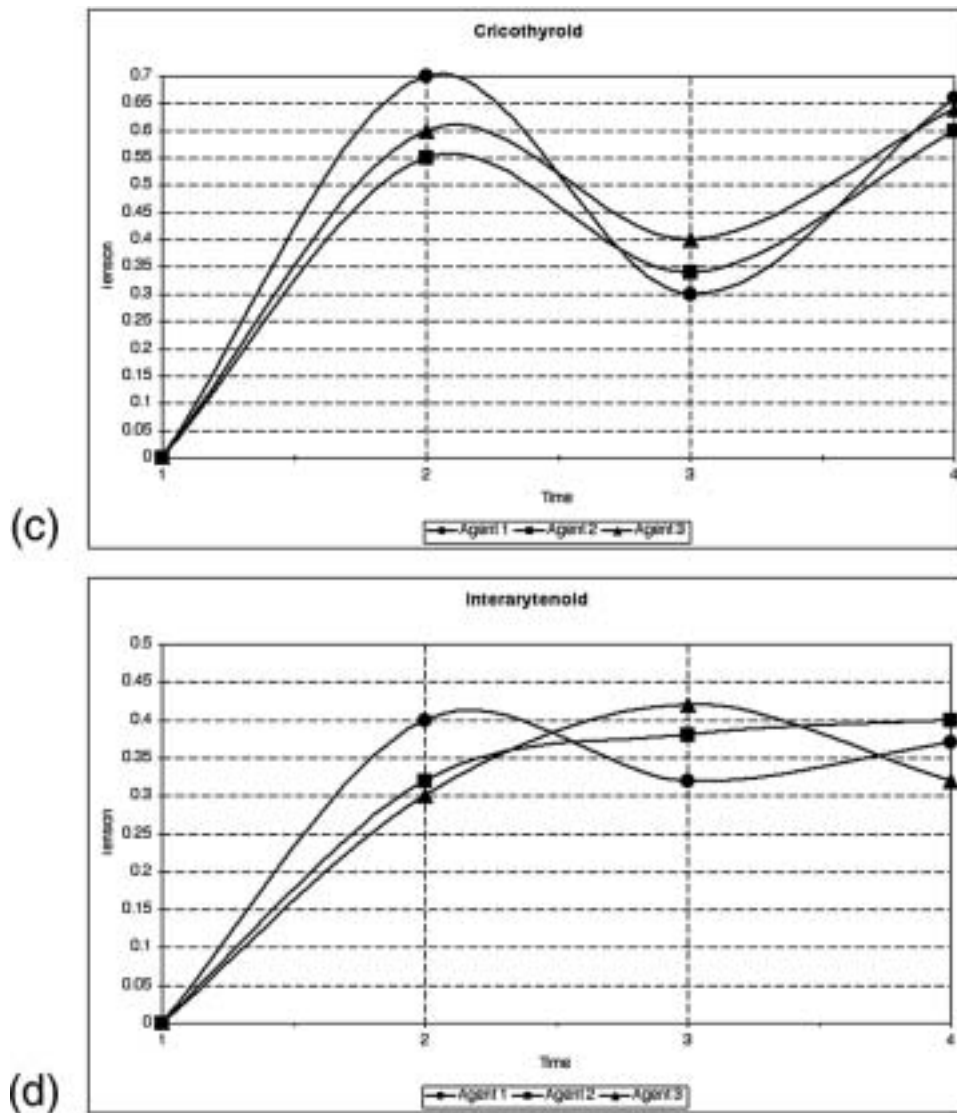 Cricothyroid
0.7
0.65
0.6
0.55
0.5
0.45
0.4
0.35
0.3
0.25
0.2
0.15
0.1
0.05
0
Tension
1 2 3 4
Time
(c)
Agent 1 Agent 2 Agent 3
Interarytenoid
0.5
0.45
0.4
0.35
0.3
0.25
0.2
0.15
0.1
0.05
0
Tension
1 2 3 4
Time
(d)
Agent 1 Agent 2 Agent 3